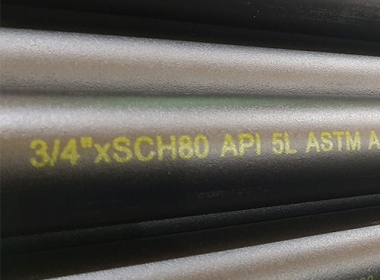 3/4"xSCH80 API 5L ASTM A